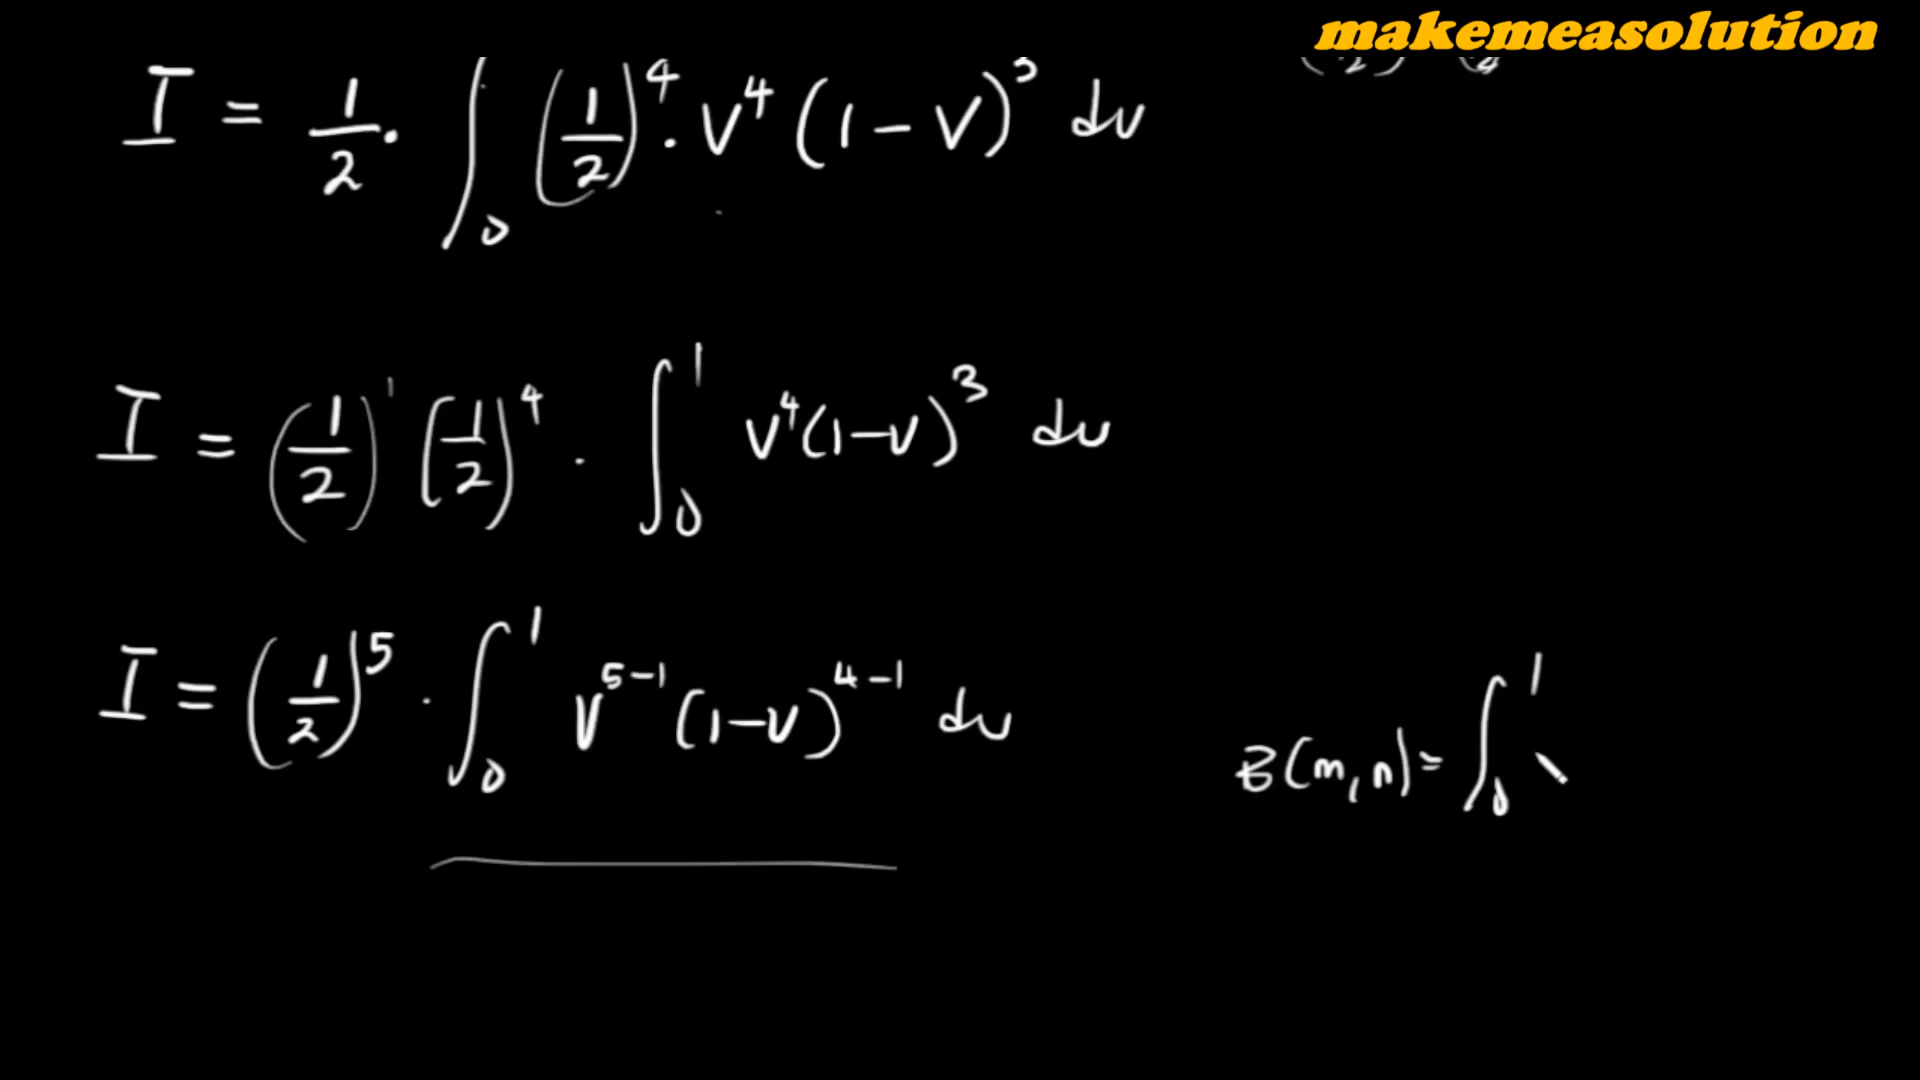 makemeasolution
I = 1/2 · ∫₀ (1/2)⁴ · v⁴ (1 - v)³ dv
I = (1/2)¹ (1/2)⁴ · ∫₀¹ v⁴(1-v)³ dv
I = (1/2)⁵ · ∫₀¹ v⁵⁻¹ (1-v)⁴⁻¹ dv
B(m,n) = ∫₀¹